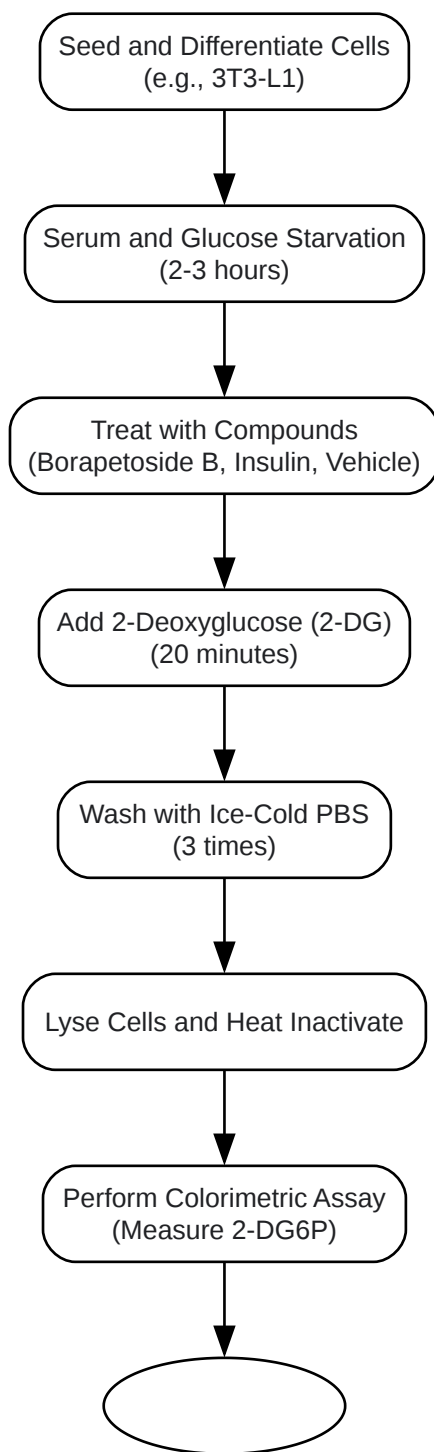 Seed and Differentiate Cells
(e.g., 3T3-L1)
Serum and Glucose Starvation
(2-3 hours)
Treat with Compounds
(Borapetoside B, Insulin, Vehicle)
Add 2-Deoxyglucose (2-DG)
(20 minutes)
Wash with Ice-Cold PBS
(3 times)
Lyse Cells and Heat Inactivate
Perform Colorimetric Assay
(Measure 2-DG6P)